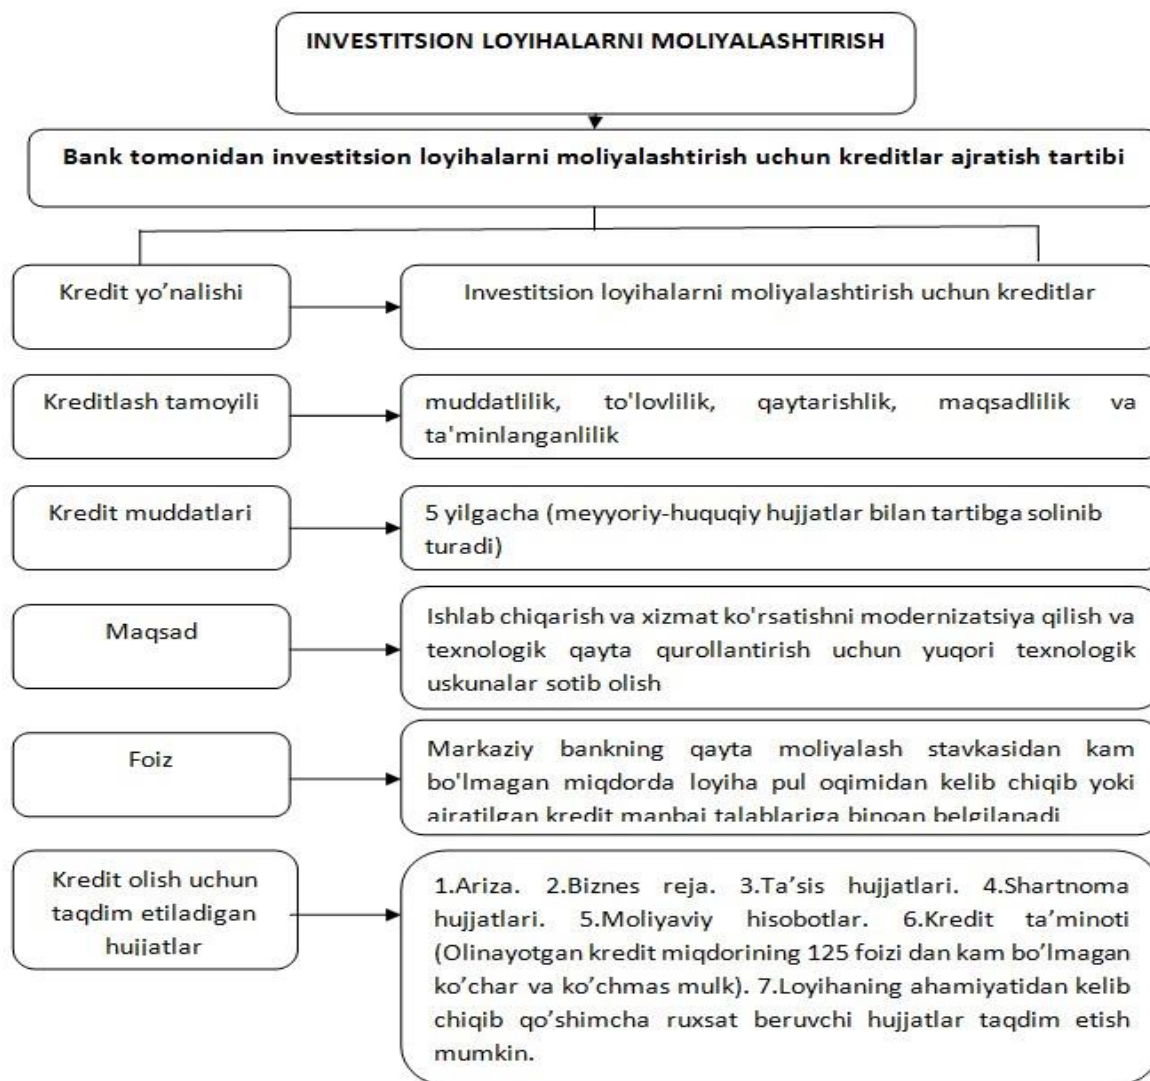 INVESTITSION LOYIHALARNI MOLIYALASHTIRISH
Bank tomonidan investitsion loyihalarni moliyalashtirish uchun kreditlar ajratish tartibi
Kredit yo’nalishi
Investitsion loyihalarni moliyalashtirish uchun kreditlar
Kreditlash tamoyili
muddatlilik, to'lovlilik, qaytarishlik, maqsadlilik va
ta'minlanganlilik
Kredit muddatlari
5 yilgacha (meyyoriy-huquqiy hujjatlar bilan tartibga solinib
turadi)
Maqsad
Ishlab chiqarish va xizmat ko'rsatishni modernizatsiya qilish va
texnologik qayta qurollantirish uchun yuqori texnologik
uskunalar sotib olish
Foiz
Markaziy bankning qayta moliyalash stavkasidan kam
bo'lmagan miqdorda loyiha pul oqimidan kelib chiqib yoki
ajratilgan kredit manbai talablariga binoan belgilanadi
Kredit olish uchun
taqdim etiladigan
hujjatlar
1.Ariza. 2.Biznes reja. 3.Ta’sis hujjatlari. 4.Shartnoma
hujjatlari. 5.Moliyaviy hisobotlar. 6.Kredit ta’minoti
(Olinayotgan kredit miqdorining 125 foizi dan kam bo’lmagan
ko’char va ko’chmas mulk). 7.Loyihaning ahamiyatidan kelib
chiqib qo’shimcha ruxsat beruvchi hujjatlar taqdim etish
mumkin.